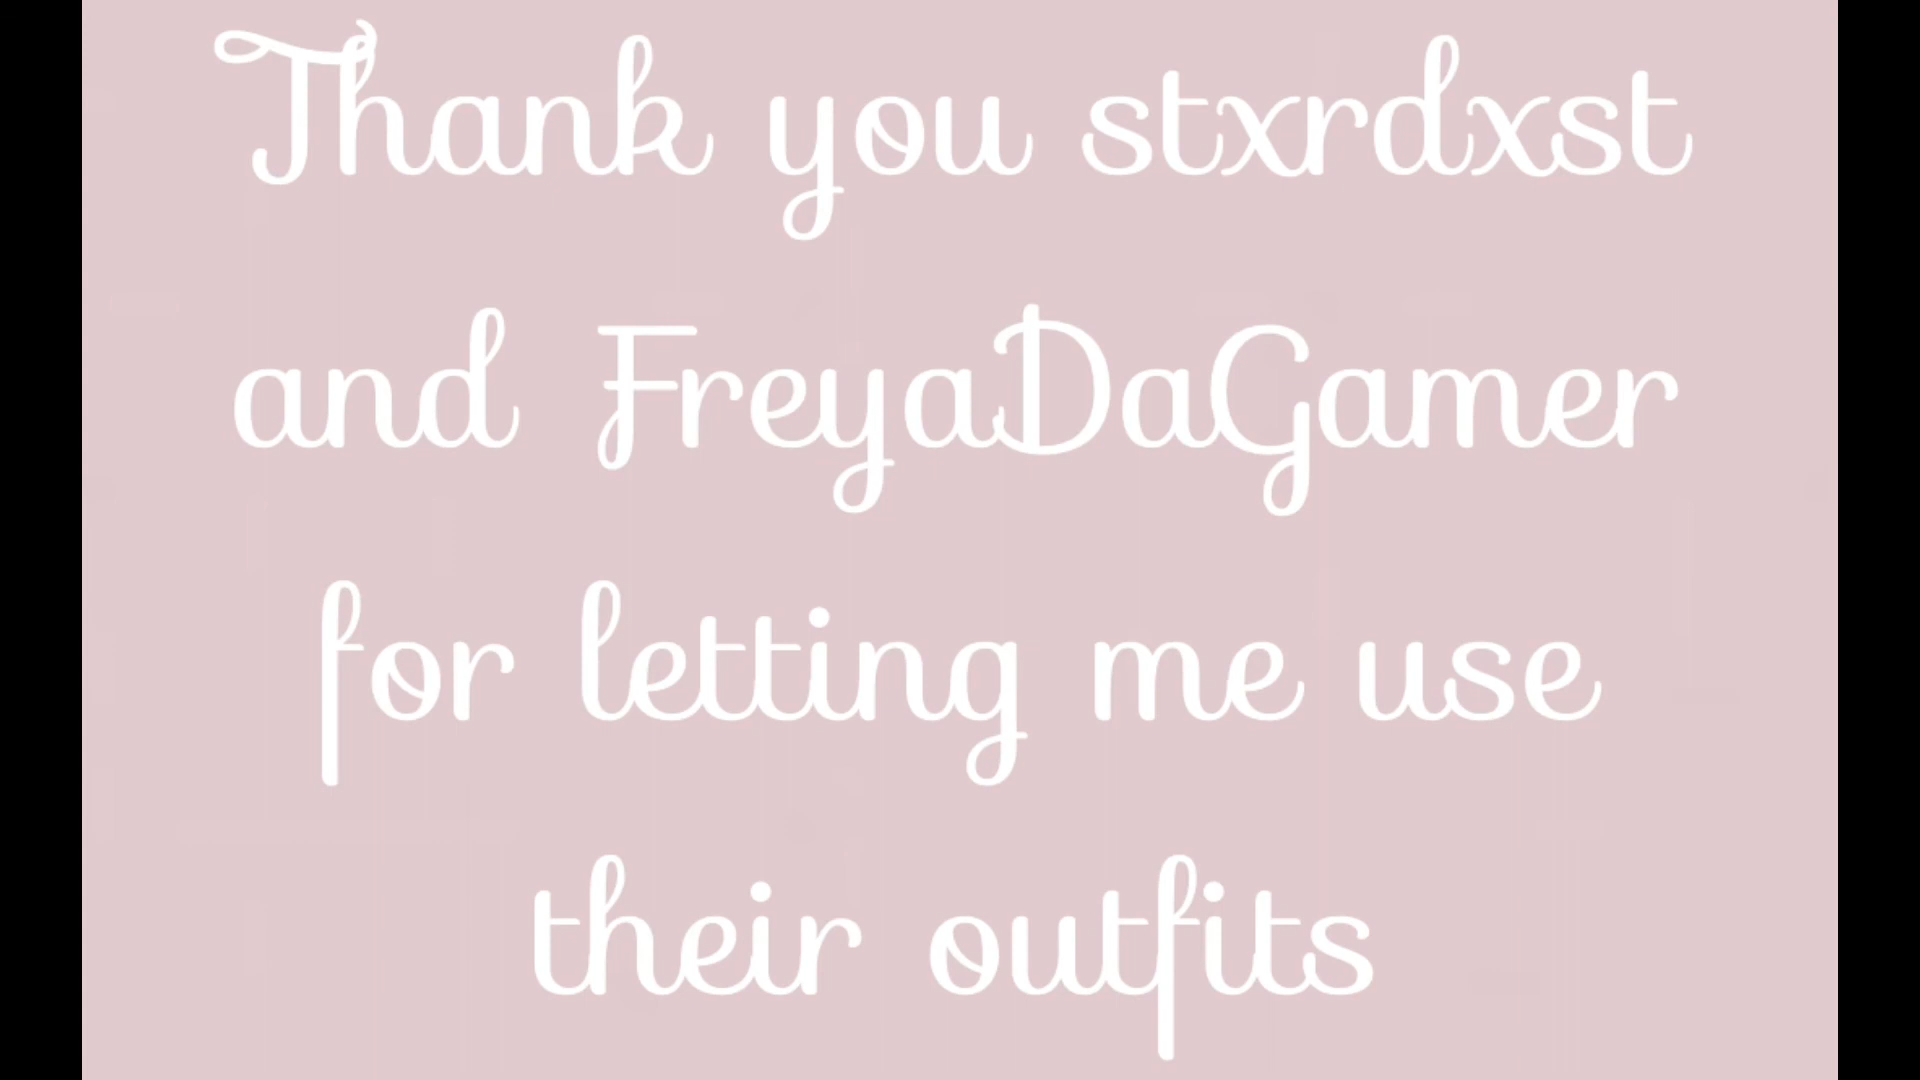 Thank you stxrdxst
and FreyaDaGamer
for letting me use
their outfits